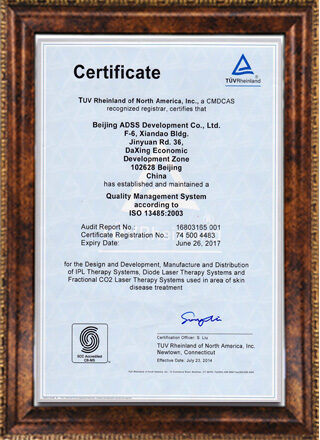 Certificate
TÜVRheinland
TUV Rheinland of North America, Inc., a CMDCAS
recognized registrar, certifies that
Beijing ADSS Development Co., Ltd.
F-6, Xiandao Bldg.
Jinyuan Rd. 36,
DaXing Economic
Development Zone
102628 Beijing
China
has established and maintained a
Quality Management System
according to
ISO 13485:2003
Audit Report No.: 16803165 001
Certificate Registration No.: 74 500 4483
Expiry Date: June 26, 2017
for the Design and Development, Manufacture and Distribution
of IPL Therapy Systems, Diode Laser Therapy Systems and
Fractional CO2 Laser Therapy Systems used in area of skin
disease treatment
Certification Officer: S. Liu
TUV Rheinland of North America, Inc.
Newtown, Connecticut
Effective Date: July 23, 2014
SCC Accredited
CB-MS